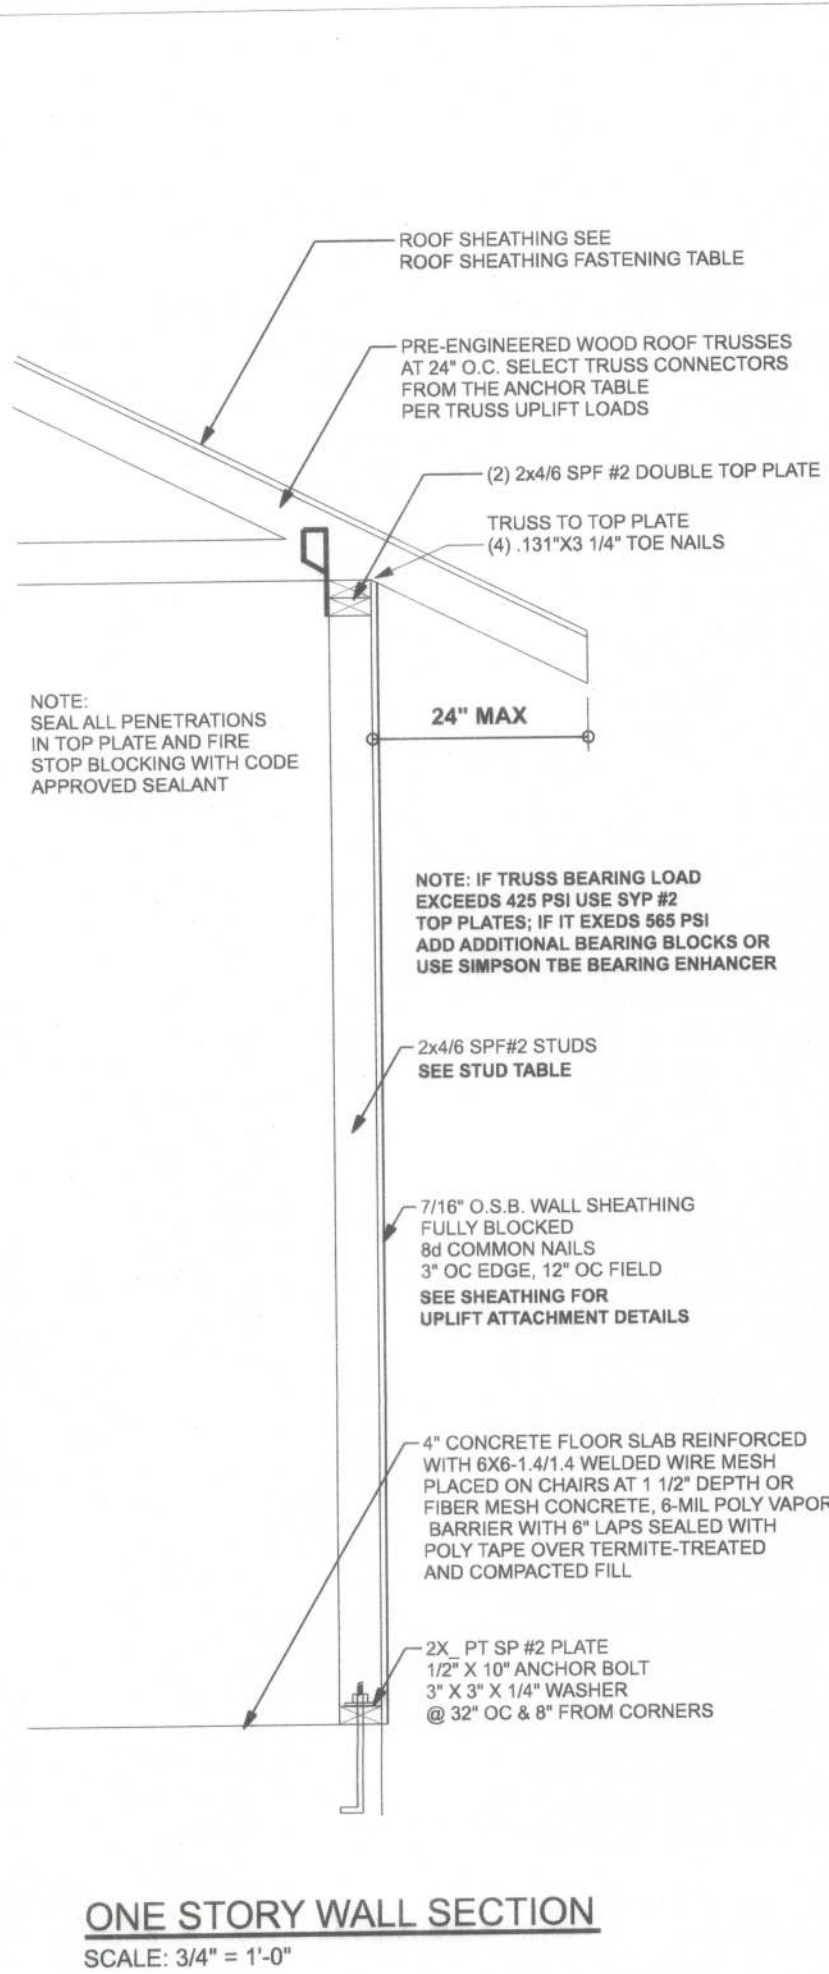 ROOF SHEATHING SEE
ROOF SHEATHING FASTENING TABLE
PRE-ENGINEERED WOOD ROOF TRUSSES
AT 24" O.C. SELECT TRUSS CONNECTORS
FROM THE ANCHOR TABLE
PER TRUSS UPLIFT LOADS
(2) 2x4/6 SPF #2 DOUBLE TOP PLATE
TRUSS TO TOP PLATE
(4) .131"X3 1/4" TOE NAILS
NOTE:
SEAL ALL PENETRATIONS
IN TOP PLATE AND FIRE
STOP BLOCKING WITH CODE
APPROVED SEALANT
24" MAX
NOTE: IF TRUSS BEARING LOAD
EXCEEDS 425 PSI USE SYP #2
TOP PLATES; IF IT EXEDS 565 PSI
ADD ADDITIONAL BEARING BLOCKS OR
USE SIMPSON TBE BEARING ENHANCER
2x4/6 SPF#2 STUDS
SEE STUD TABLE
7/16" O.S.B. WALL SHEATHING
FULLY BLOCKED
8d COMMON NAILS
3" OC EDGE, 12" OC FIELD
SEE SHEATHING FOR
UPLIFT ATTACHMENT DETAILS
4" CONCRETE FLOOR SLAB REINFORCED
WITH 6X6-1.4/1.4 WELDED WIRE MESH
PLACED ON CHAIRS AT 1 1/2" DEPTH OR
FIBER MESH CONCRETE, 6-MIL POLY VAPOR
BARRIER WITH 6" LAPS SEALED WITH
POLY TAPE OVER TERMITE-TREATED
AND COMPACTED FILL
2X_ PT SP #2 PLATE
1/2" X 10" ANCHOR BOLT
3" X 3" X 1/4" WASHER
@ 32" OC & 8" FROM CORNERS
ONE STORY WALL SECTION
SCALE: 3/4" = 1'-0"